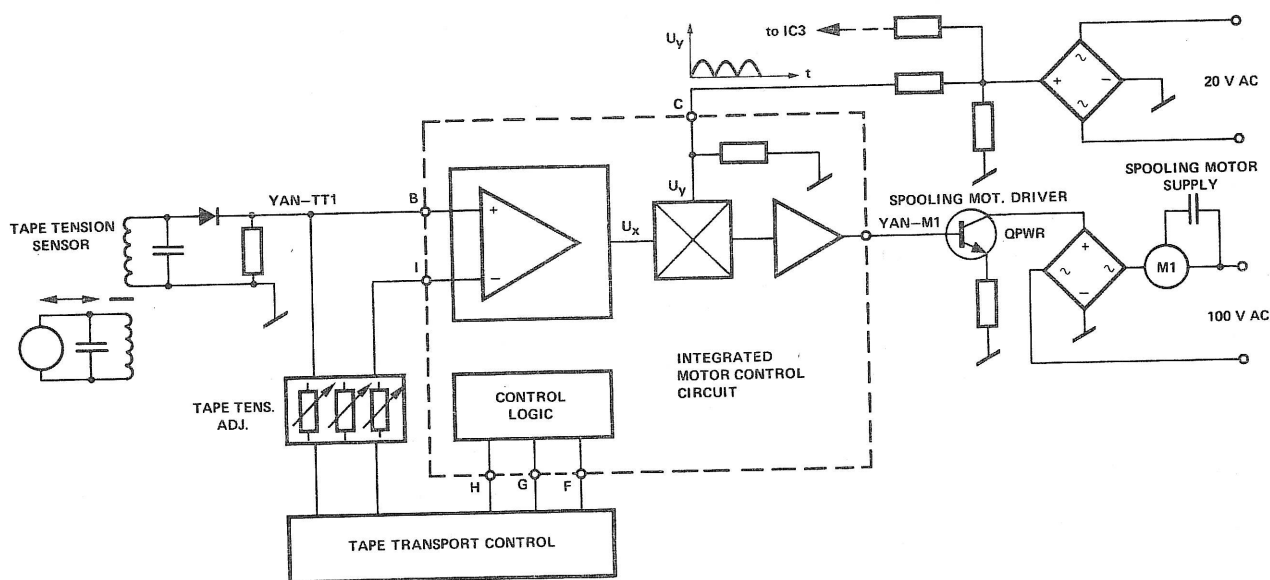 Uy
t
to IC3
C
+
~
~
−
20 V AC
TAPE TENSION
SENSOR
YAN–TT1
B
I
+
−
Ux
Uy
SPOOLING MOT. DRIVER
YAN–M1
QPWR
SPOOLING MOTOR
SUPPLY
+
~
~
−
M1
100 V AC
INTEGRATED
MOTOR CONTROL
CIRCUIT
CONTROL
LOGIC
TAPE TENS.
ADJ.
H
G
F
TAPE TRANSPORT CONTROL